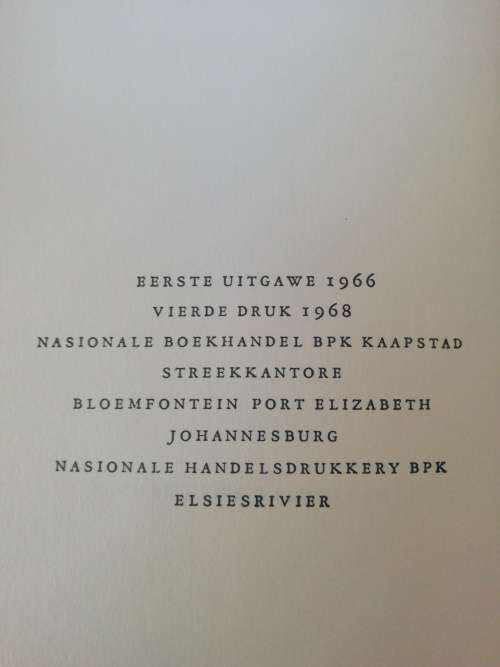 EERSTE UITGAWE 1966
VIERDE DRUK 1968
NASIONALE BOEKHANDEL BPK KAAPSTAD
STREEKKANTORE
BLOEMFONTEIN PORT ELIZABETH
JOHANNESBURG
NASIONALE HANDELSDRUKKERY BPK
ELSIESRIVIER